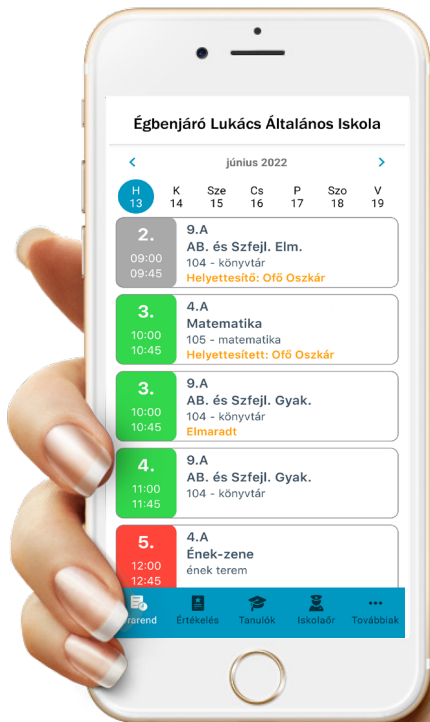 Égbenjáró Lukács Általános Iskola
június 2022
H K Sze Cs P Szo V
13 14 15 16 17 18 19
2.
09:00
09:45
9.A
AB. és Szfejl. Elm.
104 - könyvtár
Helyettesítő: Ofő Oszkár
3.
10:00
10:45
4.A
Matematika
105 - matematika
Helyettesített: Ofő Oszkár
3.
10:00
10:45
9.A
AB. és Szfejl. Gyak.
104 - könyvtár
Elmaradt
4.
11:00
11:45
9.A
AB. és Szfejl. Gyak.
104 - könyvtár
5.
12:00
12:45
4.A
Ének-zene
ének terem
rarend Értékelés Tanulók Iskolaőr Továbbiak